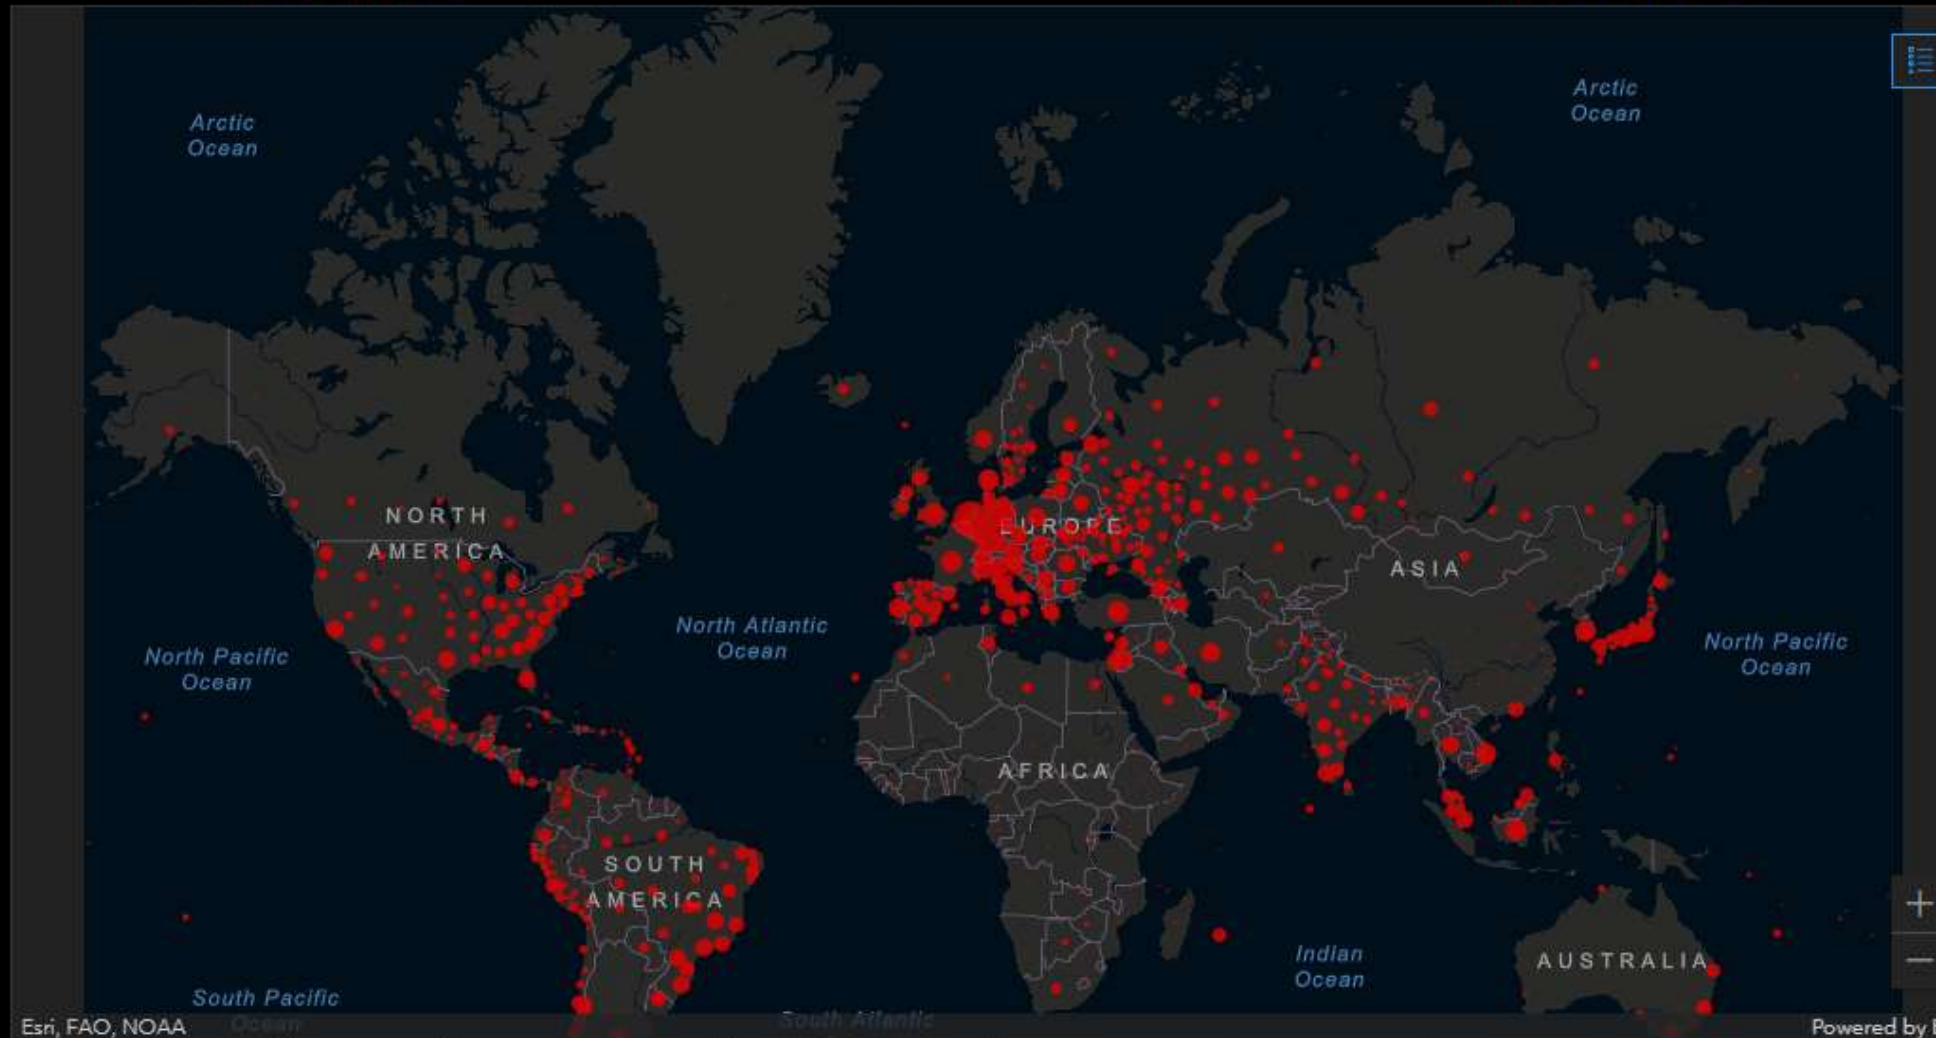 Arctic
Ocean
Arctic
Ocean
NORTH
AMERICA
EUROPE
ASIA
North Atlantic
Ocean
North Pacific
Ocean
North Pacific
Ocean
AFRICA
SOUTH
AMERICA
Indian
Ocean
AUSTRALIA
South Pacific
Ocean
South Atlantic
Esri, FAO, NOAA
Powered by